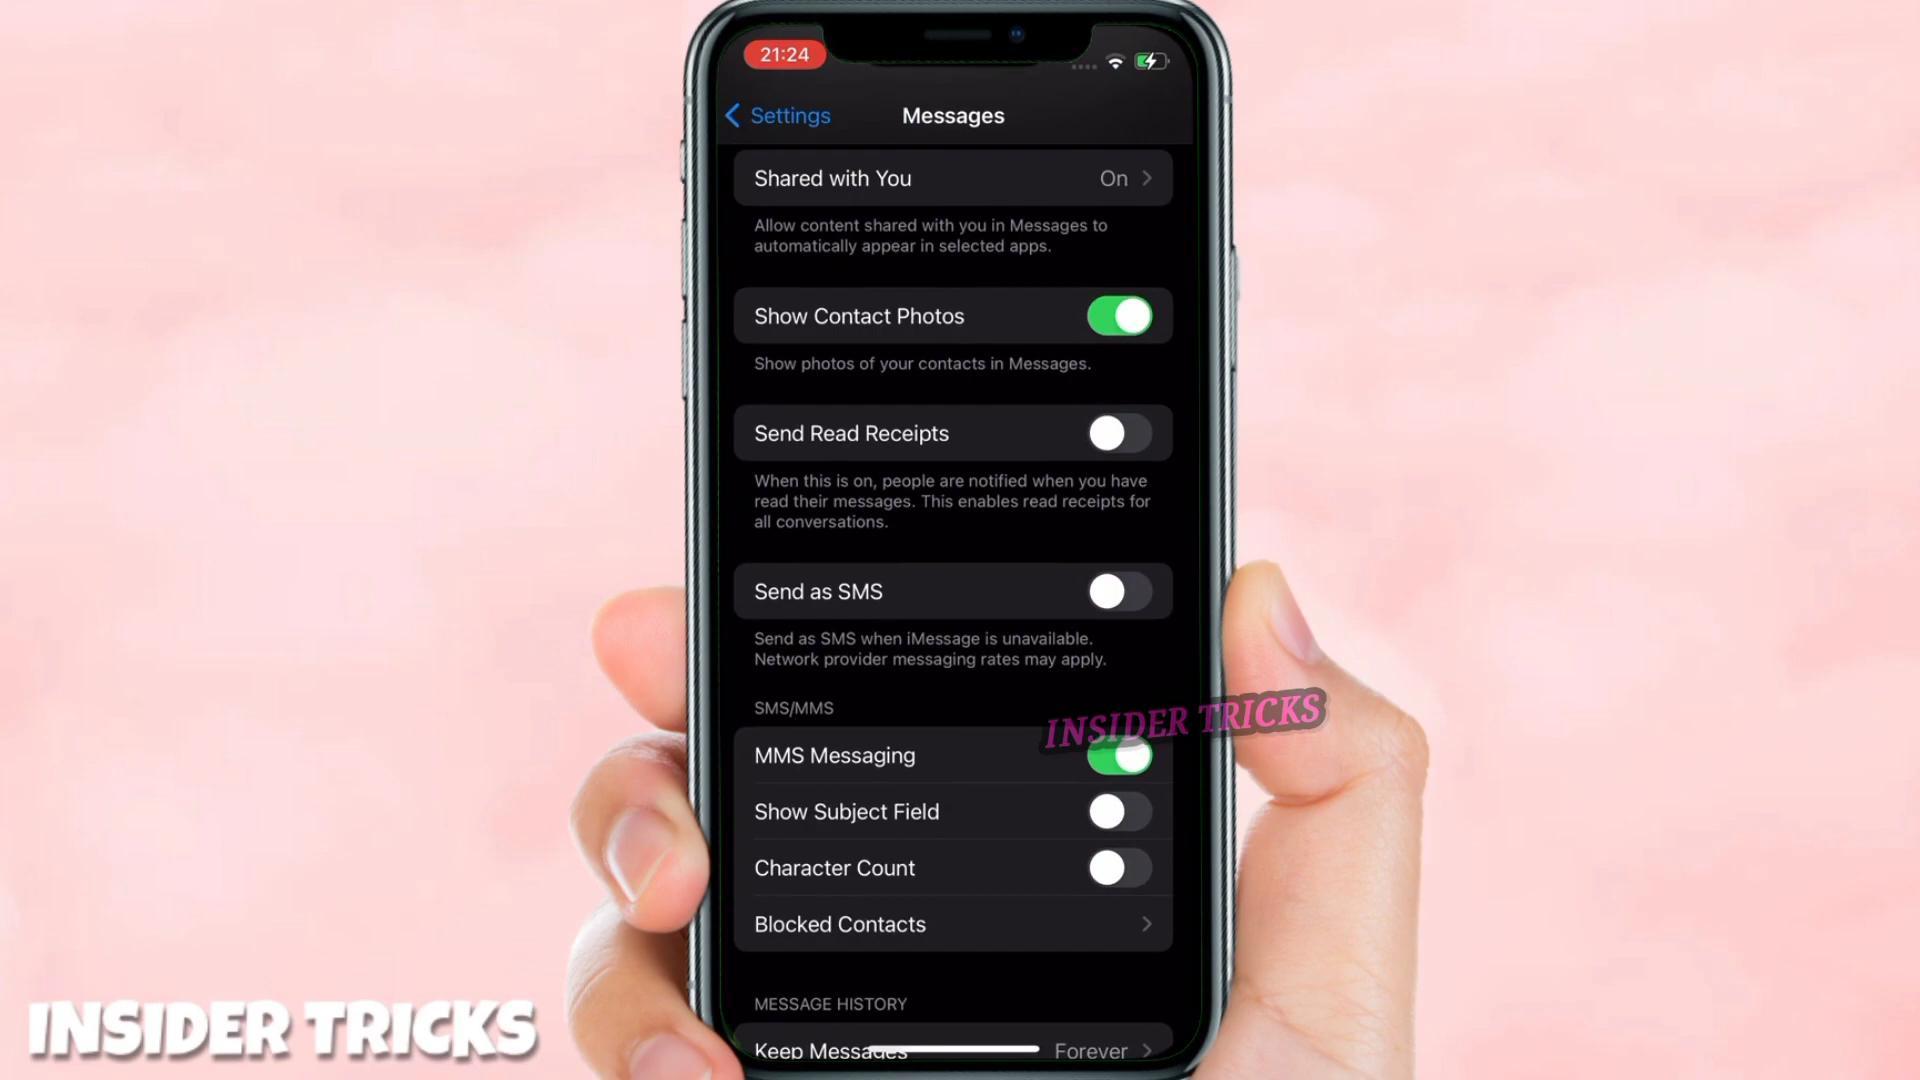 21:24
Settings
Messages
Shared with You
On
Allow content shared with you in Messages to
automatically appear in selected apps.
Show Contact Photos
Show photos of your contacts in Messages.
Send Read Receipts
When this is on, people are notified when you have
read their messages. This enables read receipts for
all conversations.
Send as SMS
Send as SMS when iMessage is unavailable.
Network provider messaging rates may apply.
SMS/MMS
INSIDER TRICKS
MMS Messaging
Show Subject Field
Character Count
Blocked Contacts
MESSAGE HISTORY
Keep Messages
Forever
INSIDER TRICKS